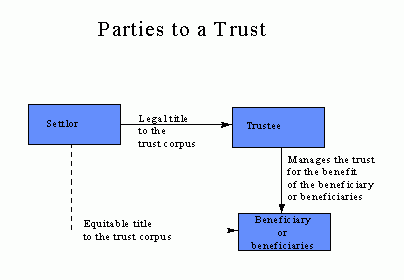 Parties to a Trust
Settlor
Legal title
to the
trust corpus
Trustee
Manages the trust
for the benefit
of the beneficiary
or beneficiaries
Equitable title
to the trust corpus
Beneficiary
or
beneficiaries